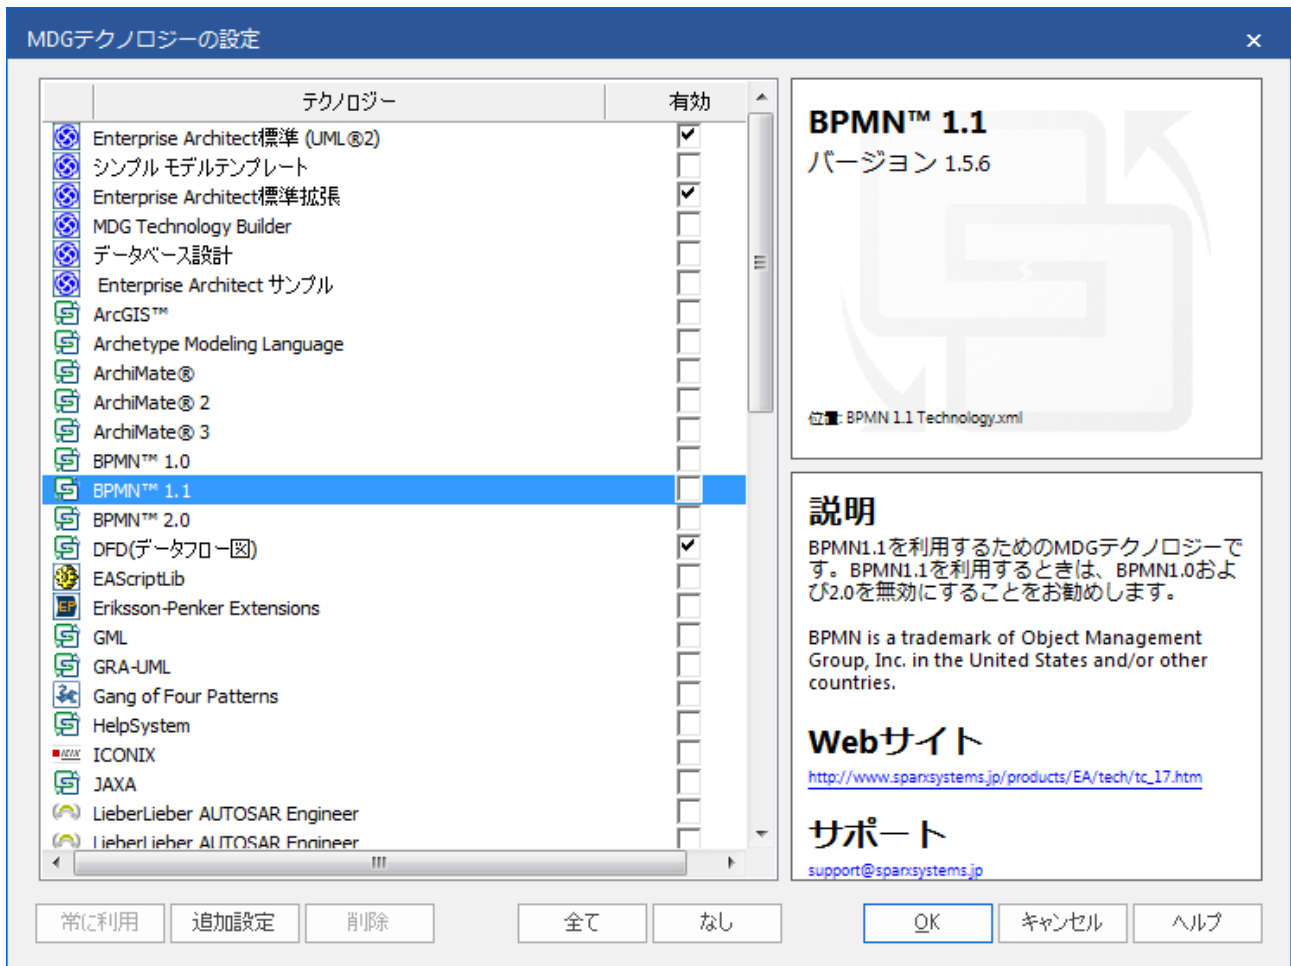 MDGテクノロジーの設定
テクノロジー 有効
Enterprise Architect標準 (UML®2)
シンプル モデルテンプレート
Enterprise Architect標準拡張
MDG Technology Builder
データベース設計
Enterprise Architect サンプル
ArcGIS™
Archetype Modeling Language
ArchiMate®
ArchiMate® 2
ArchiMate® 3
BPMN™ 1.0
BPMN™ 1.1
BPMN™ 2.0
DFD(データフロー図)
EAScriptLib
Eriksson-Penker Extensions
GML
GRA-UML
Gang of Four Patterns
HelpSystem
ICONIX
JAXA
LieberLieber AUTOSAR Engineer
LieberLieber AUTOSAR Engineer
BPMN™ 1.1
バージョン 1.5.6
位置: BPMN 1.1 Technology.xml
説明
BPMN1.1を利用するためのMDGテクノロジーで
す。BPMN1.1を利用するときは、BPMN1.0およ
び2.0を無効にすることをお勧めします。
BPMN is a trademark of Object Management
Group, Inc. in the United States and/or other
countries.
Webサイト
http://www.sparxsystems.jp/products/EA/tech/tc_17.htm
サポート
support@sparxsystems.jp
常に利用 追加設定 削除 全て なし OK キャンセル ヘルプ